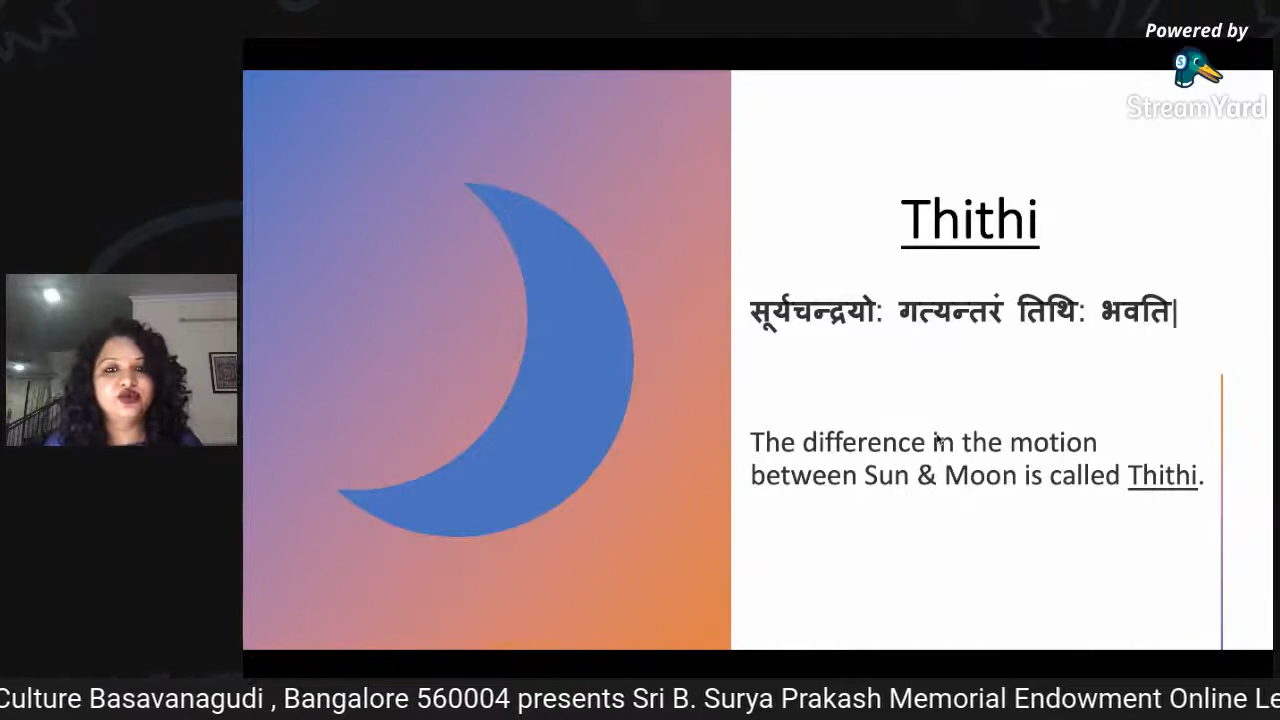 Powered by
StreamYard
Thithi
सूर्यचन्द्रयो: गत्यन्तरं तिथि: भवति|
The difference in the motion
between Sun & Moon is called Thithi.
Culture Basavanagudi , Bangalore 560004 presents Sri B. Surya Prakash Memorial Endowment Online Le